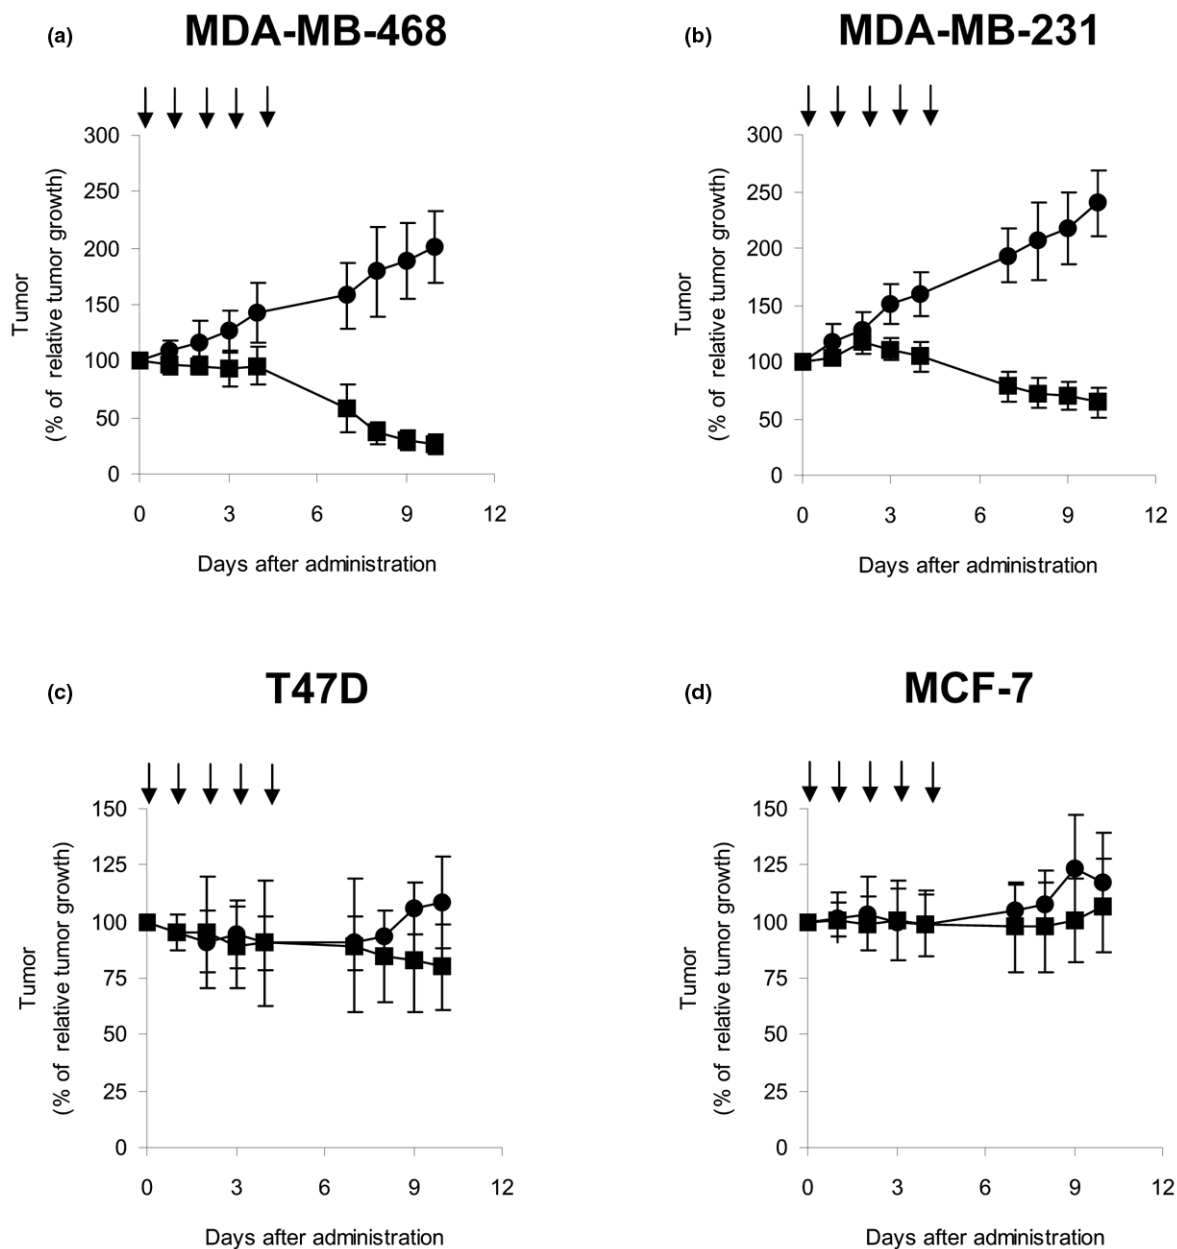 (a) MDA-MB-468
300
250
200
150
100
50
0
Tumor
(% of relative tumor growth)
0 3 6 9 12
Days after administration
(b) MDA-MB-231
300
250
200
150
100
50
0
Tumor
(% of relative tumor growth)
0 3 6 9 12
Days after administration
(c) T47D
150
125
100
75
50
25
0
Tumor
(% of relative tumor growth)
0 3 6 9 12
Days after administration
(d) MCF-7
150
125
100
75
50
25
0
Tumor
(% of relative tumor growth)
0 3 6 9 12
Days after administration